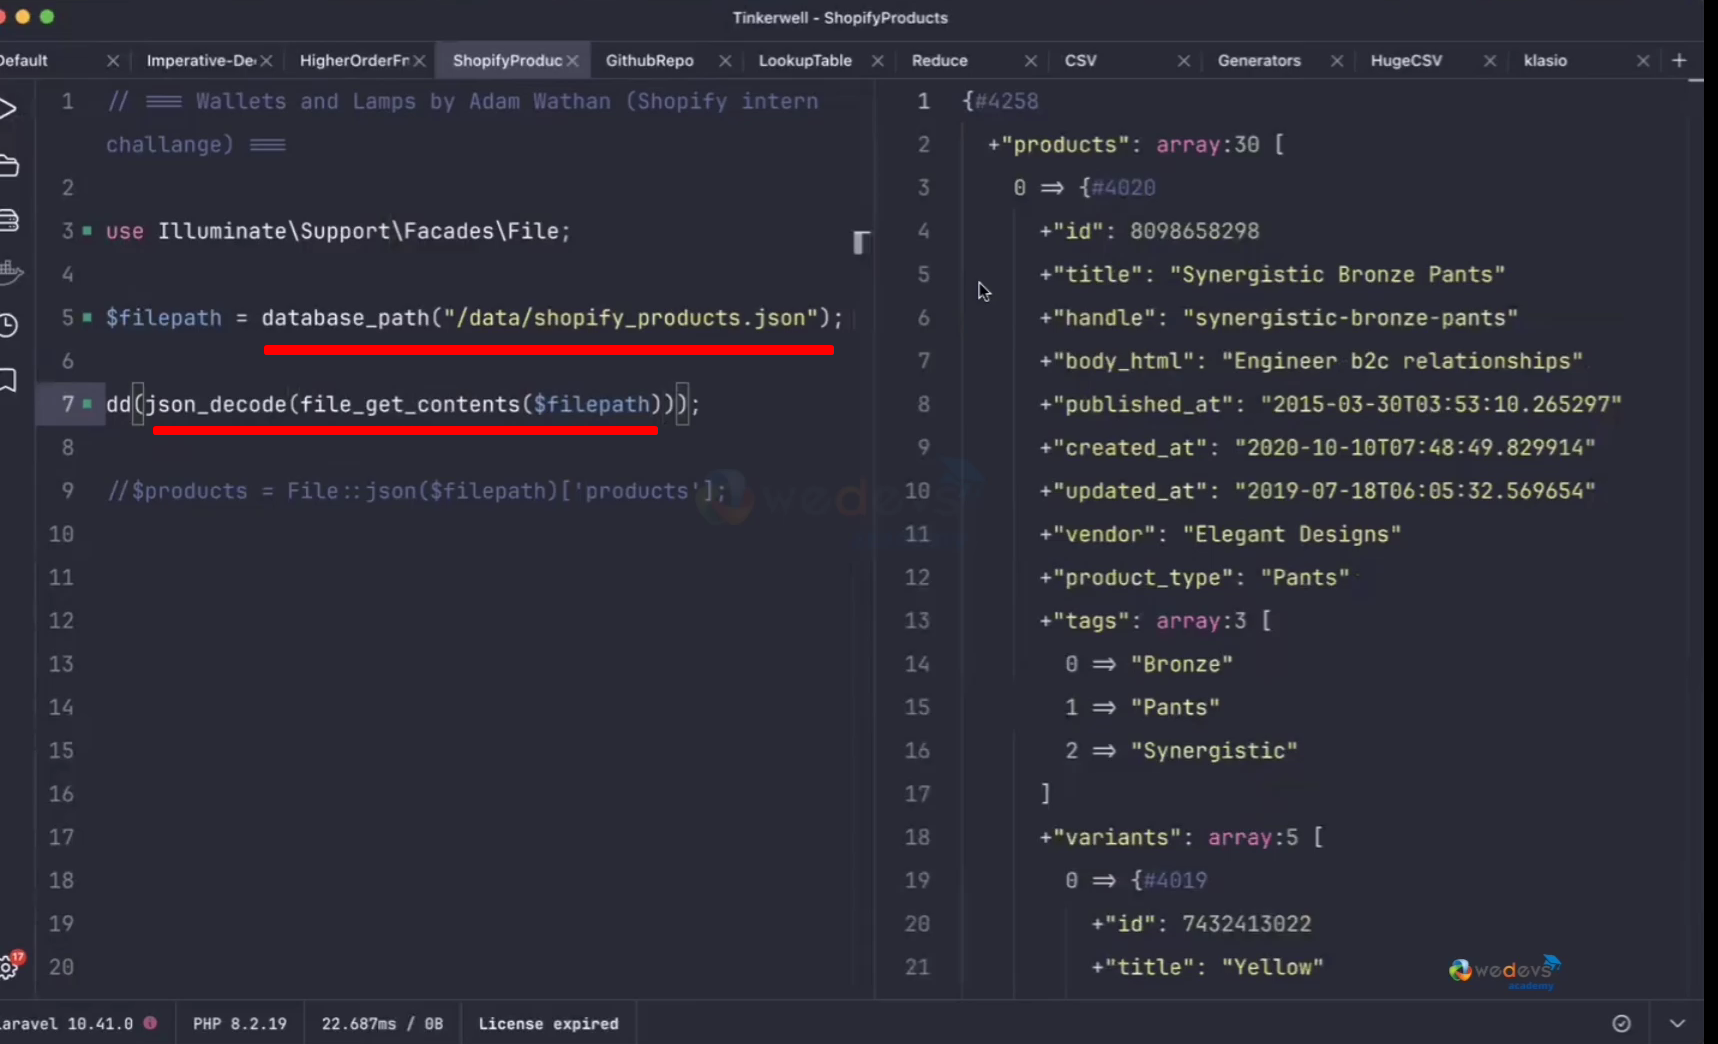 Tinkerwell - ShopifyProducts
Default
Imperative-De
HigherOrderFr
ShopifyProduc
GithubRepo
LookupTable
Reduce
CSV
Generators
HugeCSV
klasio
1 // === Wallets and Lamps by Adam Wathan (Shopify intern
challange) ===
2
3 use Illuminate\Support\Facades\File;
4
5 $filepath = database_path("/data/shopify_products.json");
6
7 dd(json_decode(file_get_contents($filepath)));
8
9 //$products = File::json($filepath)['products'];
10
11
12
13
14
15
16
17
18
19
20
1 {#4258
2 +"products": array:30 [
3 0 => {#4020
4 +"id": 8098658298
5 +"title": "Synergistic Bronze Pants"
6 +"handle": "synergistic-bronze-pants"
7 +"body_html": "Engineer b2c relationships"
8 +"published_at": "2015-03-30T03:53:10.265297"
9 +"created_at": "2020-10-10T07:48:49.829914"
10 +"updated_at": "2019-07-18T06:05:32.569654"
11 +"vendor": "Elegant Designs"
12 +"product_type": "Pants"
13 +"tags": array:3 [
14 0 => "Bronze"
15 1 => "Pants"
16 2 => "Synergistic"
17 ]
18 +"variants": array:5 [
19 0 => {#4019
20 +"id": 7432413022
21 +"title": "Yellow"
wedevs
wedevs
academy
17
aravel 10.41.0
PHP 8.2.19
22.687ms / 0B
License expired